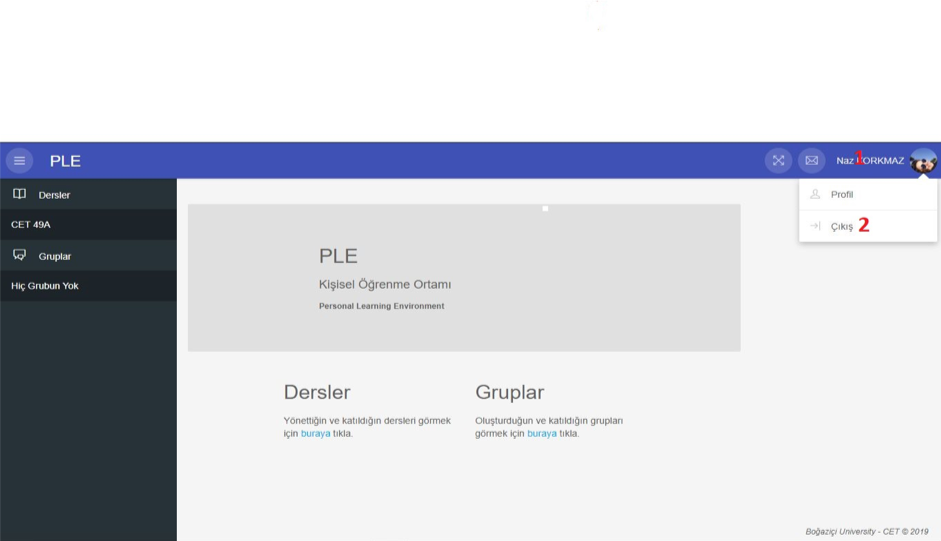 PLE
Naz 1ORKMAZ
Dersler
Profil
CET 49A
Çıkış 2
Gruplar
Hiç Grubun Yok
PLE
Kişisel Öğrenme Ortamı
Personal Learning Environment
Dersler
Yönettiğin ve katıldığın dersleri görmek
için buraya tıkla.
Gruplar
Oluşturduğun ve katıldığın grupları
görmek için buraya tıkla.
Boğaziçi University - CET © 2019